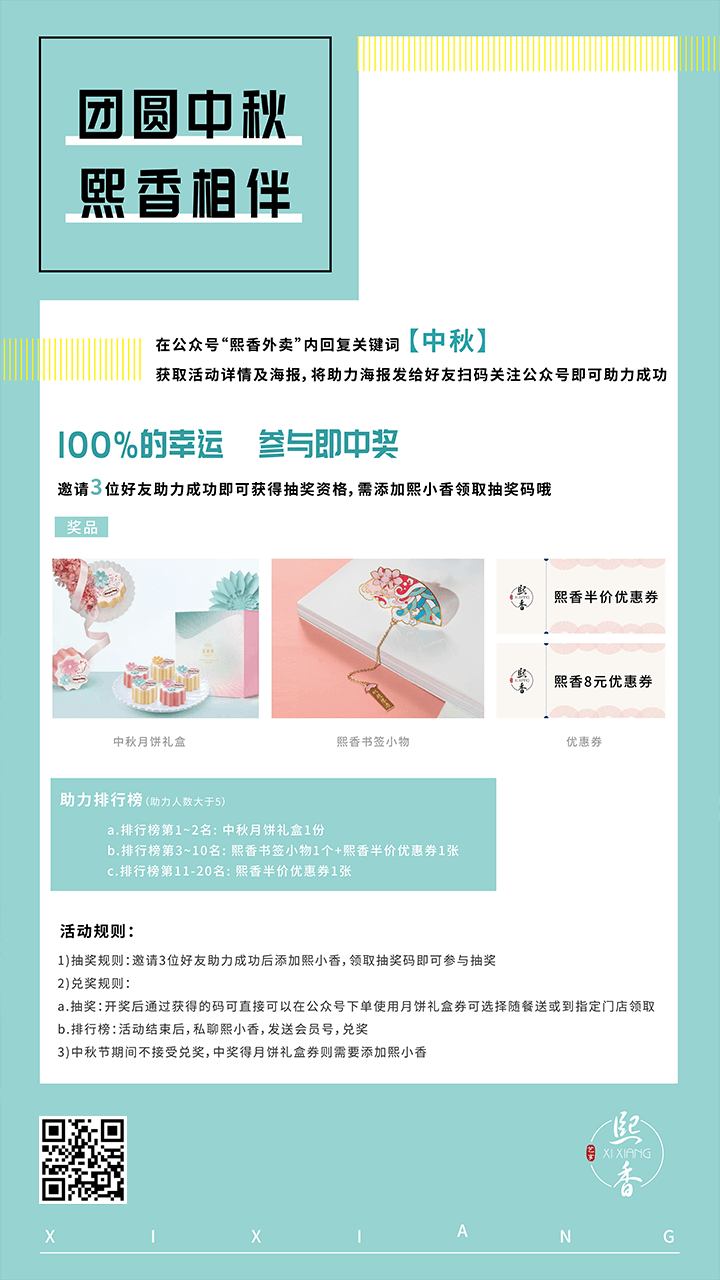 团圆中秋
熙香相伴
在公众号“熙香外卖”内回复关键词【中秋】
获取活动详情及海报，将助力海报发给好友扫码关注公众号即可助力成功
100%的幸运 参与即中奖
邀请3位好友助力成功即可获得抽奖资格，需添加熙小香领取抽奖码哦
奖品
熙香 XI XIANG
熙香半价优惠券
熙香 XI XIANG
熙香8元优惠券
中秋月饼礼盒
熙香书签小物
优惠券
助力排行榜（助力人数大于5）
a.排行榜第1~2名：中秋月饼礼盒1份
b.排行榜第3~10名：熙香书签小物1个+熙香半价优惠券1张
c.排行榜第11-20名：熙香半价优惠券1张
活动规则：
1)抽奖规则：邀请3位好友助力成功后添加熙小香，领取抽奖码即可参与抽奖
2)兑奖规则：
a.抽奖：开奖后通过获得的码可直接可以在公众号下单使用月饼礼盒券可选择随餐送或到指定门店领取
b.排行榜：活动结束后，私聊熙小香，发送会员号，兑奖
3)中秋节期间不接受兑奖，中奖得月饼礼盒券则需要添加熙小香
熙
XI XIANG
香
X I X I A N G